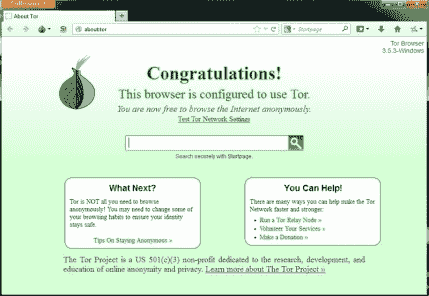 About Tor
about:tor
Startpage
Tor Browser
3.5.3-Windows
Congratulations!
This browser is configured to use Tor.
You are now free to browse the Internet anonymously.
Test Tor Network Settings
Search securely with Startpage.
What Next?
Tor is NOT all you need to browse
anonymously! You may need to change some of
your browsing habits to ensure your identity
stays safe.
Tips On Staying Anonymous »
You Can Help!
There are many ways you can help make the Tor
Network faster and stronger:
Run a Tor Relay Node »
Volunteer Your Services »
Make a Donation »
The Tor Project is a US 501(c)(3) non-profit dedicated to the research, development, and
education of online anonymity and privacy. Learn more about The Tor Project »